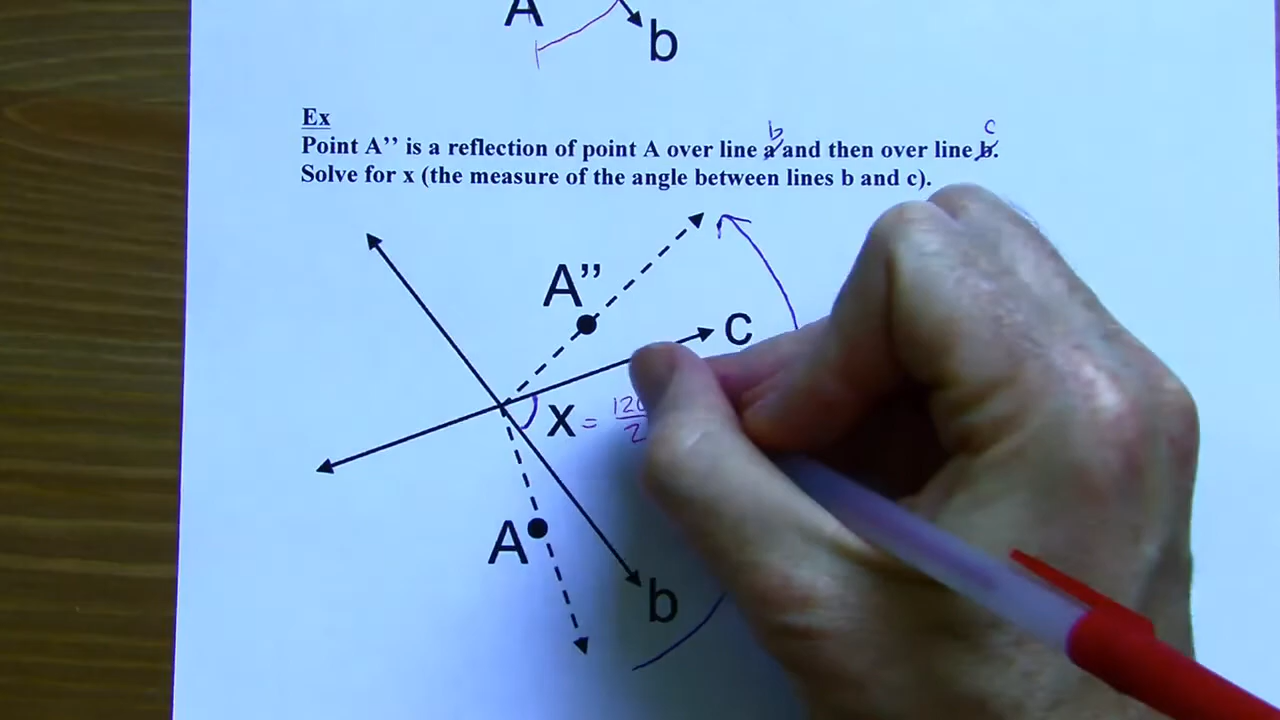 A
b
Ex
b c
Point A’’ is a reflection of point A over line a and then over line b.
Solve for x (the measure of the angle between lines b and c).
A’’
c
x =
2
A
b